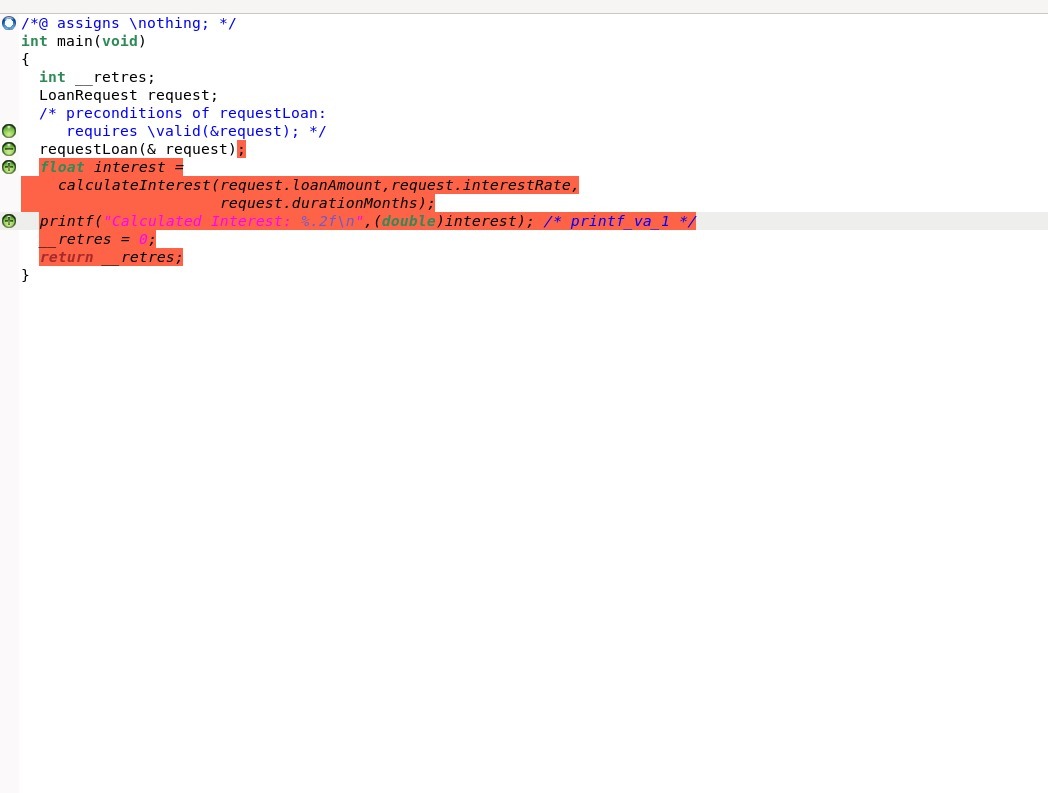 /*@ assigns \nothing; */
int main(void)
{
  int __retres;
  LoanRequest request;
  /* preconditions of requestLoan:
     requires \valid(&request); */
  requestLoan(& request);
  float interest =
    calculateInterest(request.loanAmount,request.interestRate,
                      request.durationMonths);
  printf("Calculated Interest: %.2f\n",(double)interest); /* printf_va_1 */
  __retres = 0;
  return __retres;
}